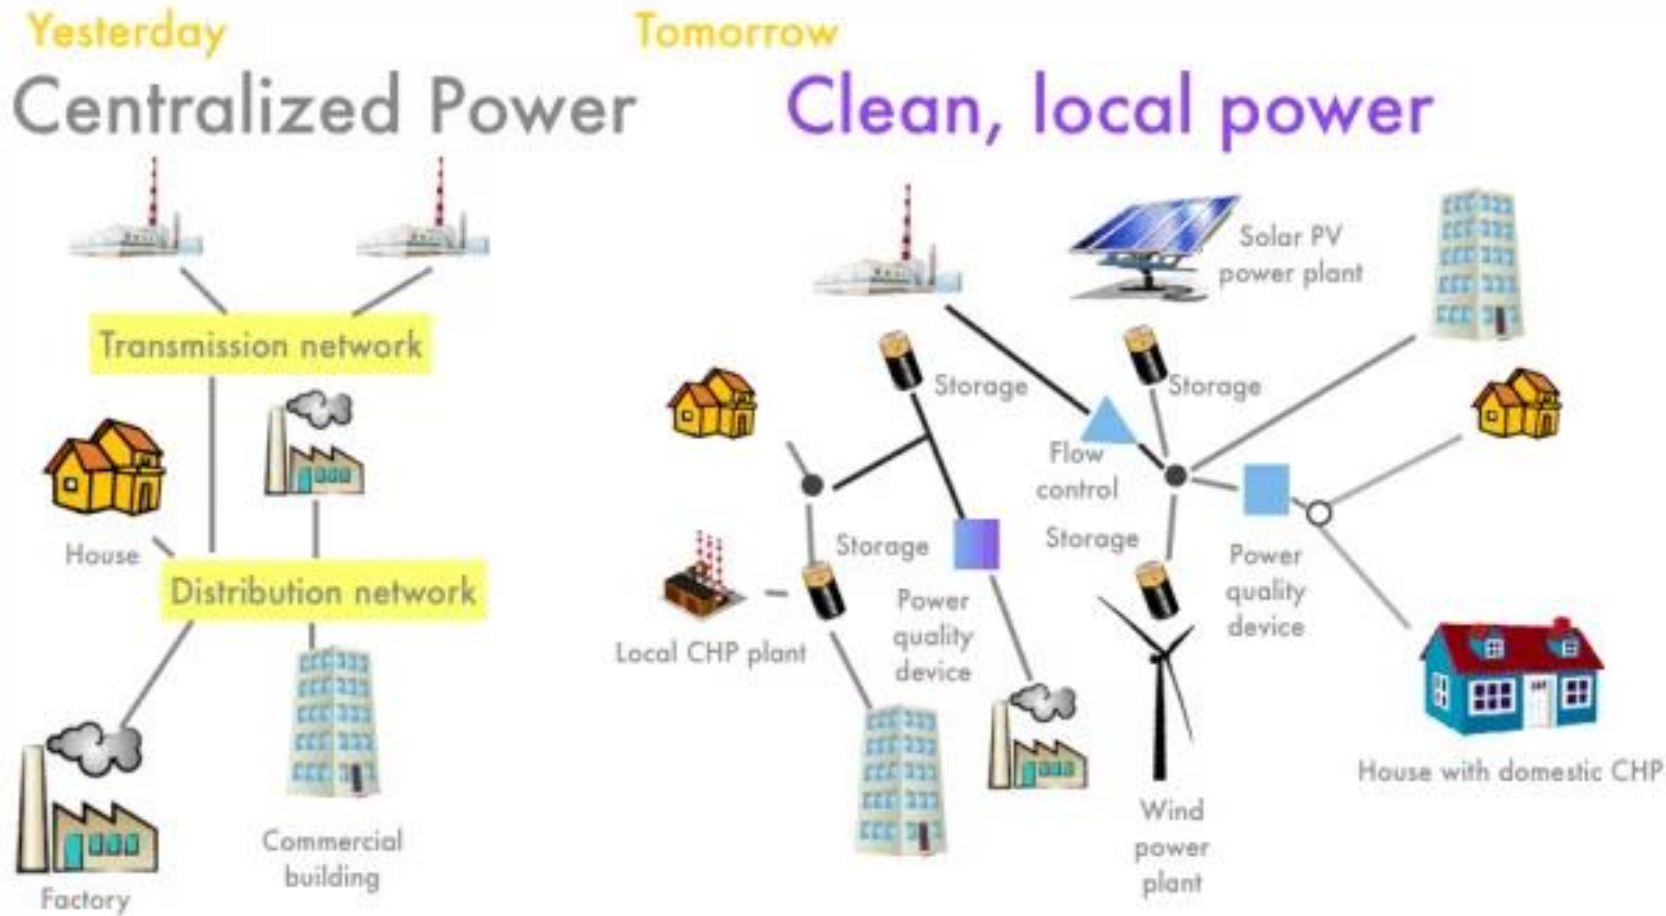 Yesterday
Tomorrow
Centralized Power
Clean, local power
Solar PV
power plant
Transmission network
Storage
Storage
Flow
control
House
Storage
Storage
Power
quality
device
Distribution network
Power
quality
device
Local CHP plant
House with domestic CHP
Wind
power
plant
Commercial
building
Factory